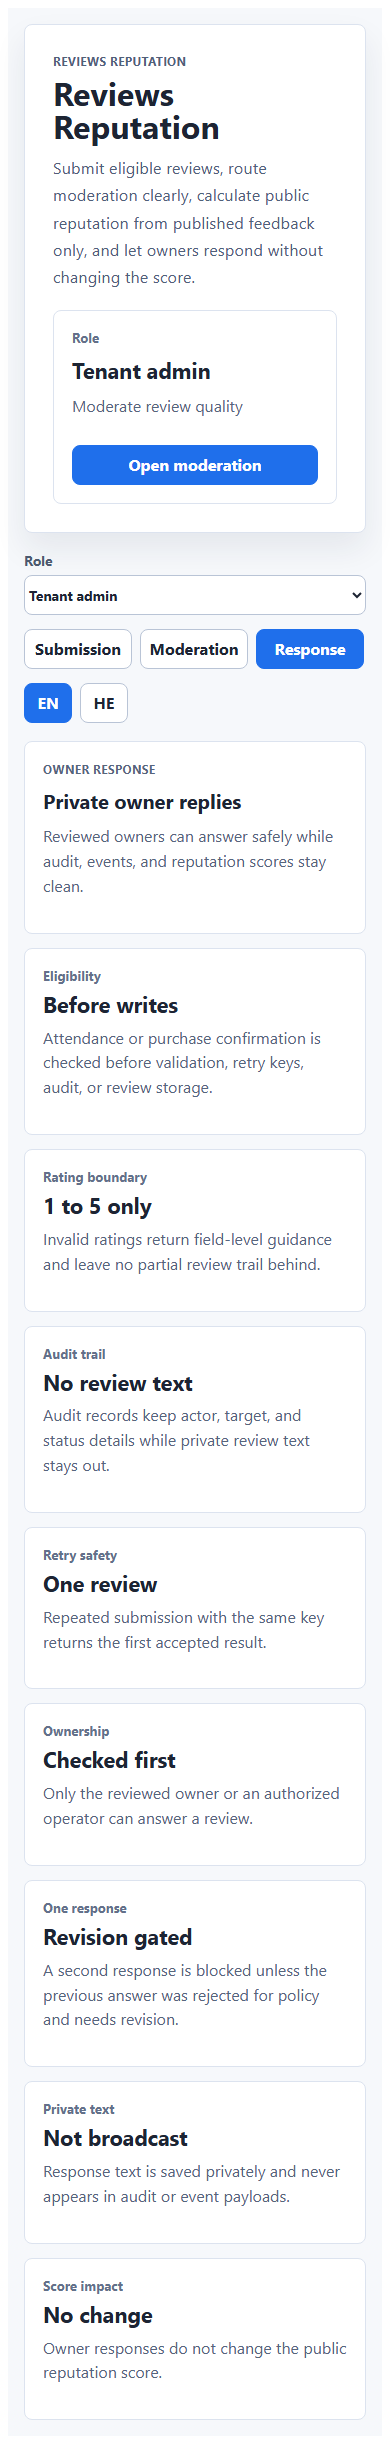 REVIEWS REPUTATION
Reviews
Reputation
Submit eligible reviews, route
moderation clearly, calculate public
reputation from published feedback
only, and let owners respond without
changing the score.
Role
Tenant admin
Moderate review quality
Open moderation
Role
Tenant admin
Submission Moderation Response
EN HE
OWNER RESPONSE
Private owner replies
Reviewed owners can answer safely while
audit, events, and reputation scores stay
clean.
Eligibility
Before writes
Attendance or purchase confirmation is
checked before validation, retry keys,
audit, or review storage.
Rating boundary
1 to 5 only
Invalid ratings return field-level guidance
and leave no partial review trail behind.
Audit trail
No review text
Audit records keep actor, target, and
status details while private review text
stays out.
Retry safety
One review
Repeated submission with the same key
returns the first accepted result.
Ownership
Checked first
Only the reviewed owner or an authorized
operator can answer a review.
One response
Revision gated
A second response is blocked unless the
previous answer was rejected for policy
and needs revision.
Private text
Not broadcast
Response text is saved privately and never
appears in audit or event payloads.
Score impact
No change
Owner responses do not change the public
reputation score.